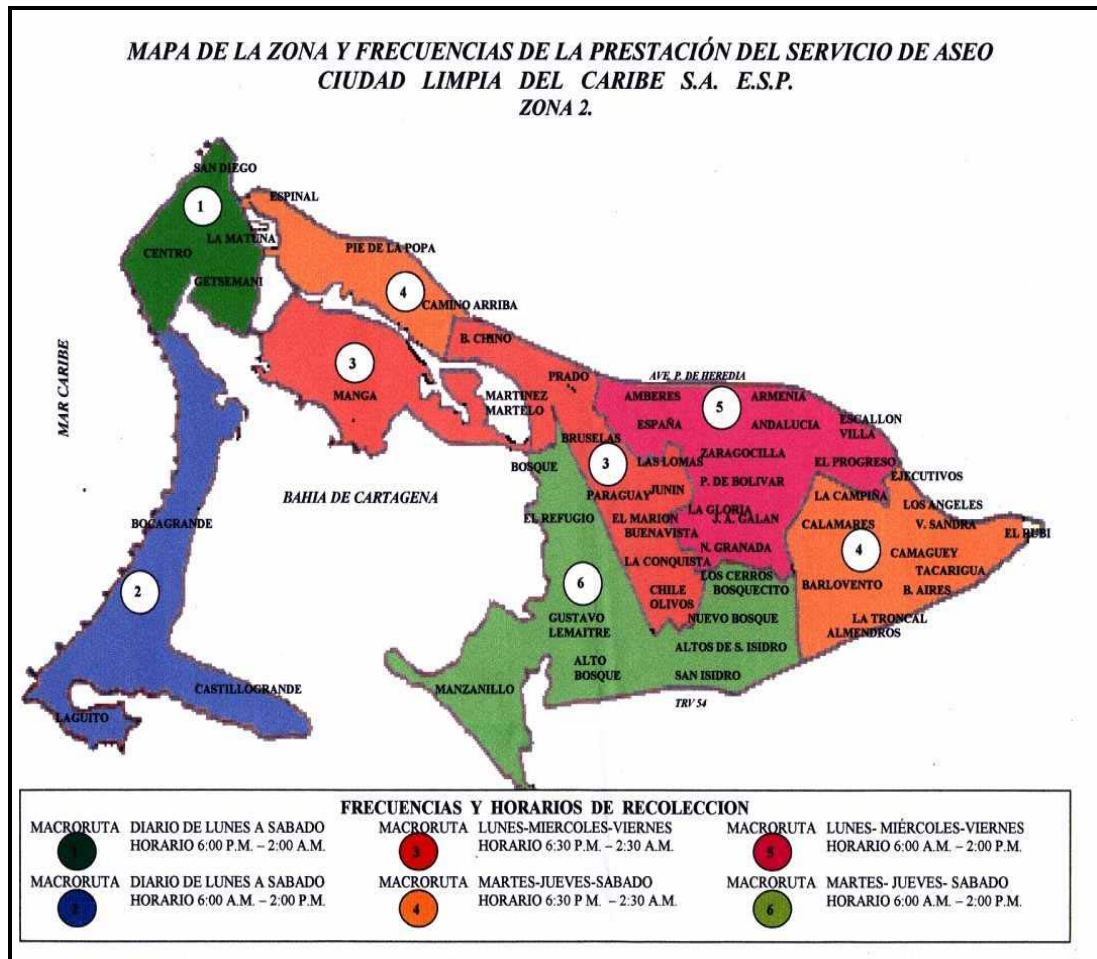 MAPA DE LA ZONA Y FRECUENCIAS DE LA PRESTACIÓN DEL SERVICIO DE ASEO
CIUDAD LIMPIA DEL CARIBE S.A. E.S.P.
ZONA 2.
SAN DIEGO
1
ESPINAL
LA MATUNA
CENTRO
PIE DE LA POPA
GETSEMANI
4
CAMINO ARRIBA
B. CHINO
3
MANGA
PRADO
AVE. P. DE HEREDIA
MARTINEZ
MARTELO
AMBERES
5
ARMENIA
MAR CARIBE
ESPAÑA
ANDALUCIA
ESCALLON
VILLA
BRUSELAS
ZARAGOCILLA
BOSQUE
3
LAS LOMAS
EL PROGRESO
EJECUTIVOS
BAHIA DE CARTAGENA
PARAGUAY
JUNIN
P. DE BOLIVAR
LA CAMPIÑA
LOS ANGELES
BOCAGRANDE
EL REFUGIO
EL MARION
LA GLORIA
J. A. GALAN
CALAMARES
V. SANDRA
EL RUBI
BUENAVISTA
N. GRANADA
4
CAMAGUEY
LA CONQUISTA
TACARIGUA
2
6
CHILE
OLIVOS
LOS CERROS
BOSQUECITO
BARLOVENTO
B. AIRES
GUSTAVO
LEMAITRE
NUEVO BOSQUE
LA TRONCAL
ALMENDROS
ALTOS DE S. ISIDRO
ALTO
BOSQUE
SAN ISIDRO
MANZANILLO
CASTILLOGRANDE
LAGUITO
TRV 54
FRECUENCIAS Y HORARIOS DE RECOLECCION
MACRORUTA 1 DIARIO DE LUNES A SABADO
HORARIO 6:00 P.M. – 2:00 A.M.
MACRORUTA 3 LUNES-MIERCOLES-VIERNES
HORARIO 6:30 P.M. – 2:30 A.M.
MACRORUTA 5 LUNES- MIÉRCOLES-VIERNES
HORARIO 6:00 A.M. – 2:00 P.M.
MACRORUTA 2 DIARIO DE LUNES A SABADO
HORARIO 6:00 A.M. – 2:00 P.M.
MACRORUTA 4 MARTES-JUEVES-SABADO
HORARIO 6:30 P M. – 2:30 A.M.
MACRORUTA 6 MARTES- JUEVES- SABADO
HORARIO 6:00 A.M. – 2:00 P.M.